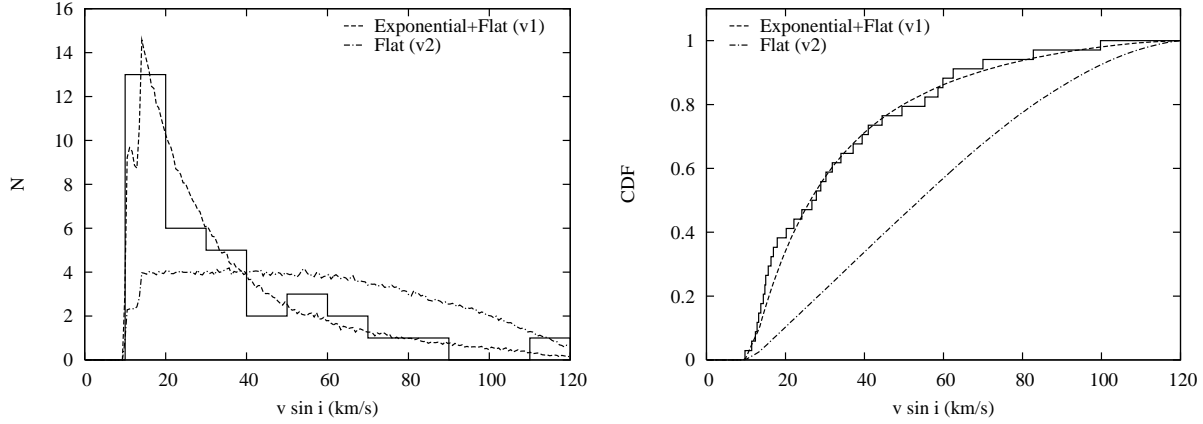 16
14
12
10
8
6
4
2
0
N
0 20 40 60 80 100 120
v sin i (km/s)
Exponential+Flat (v1)
Flat (v2)
1
0.8
0.6
0.4
0.2
0
CDF
0 20 40 60 80 100 120
v sin i (km/s)
Exponential+Flat (v1)
Flat (v2)